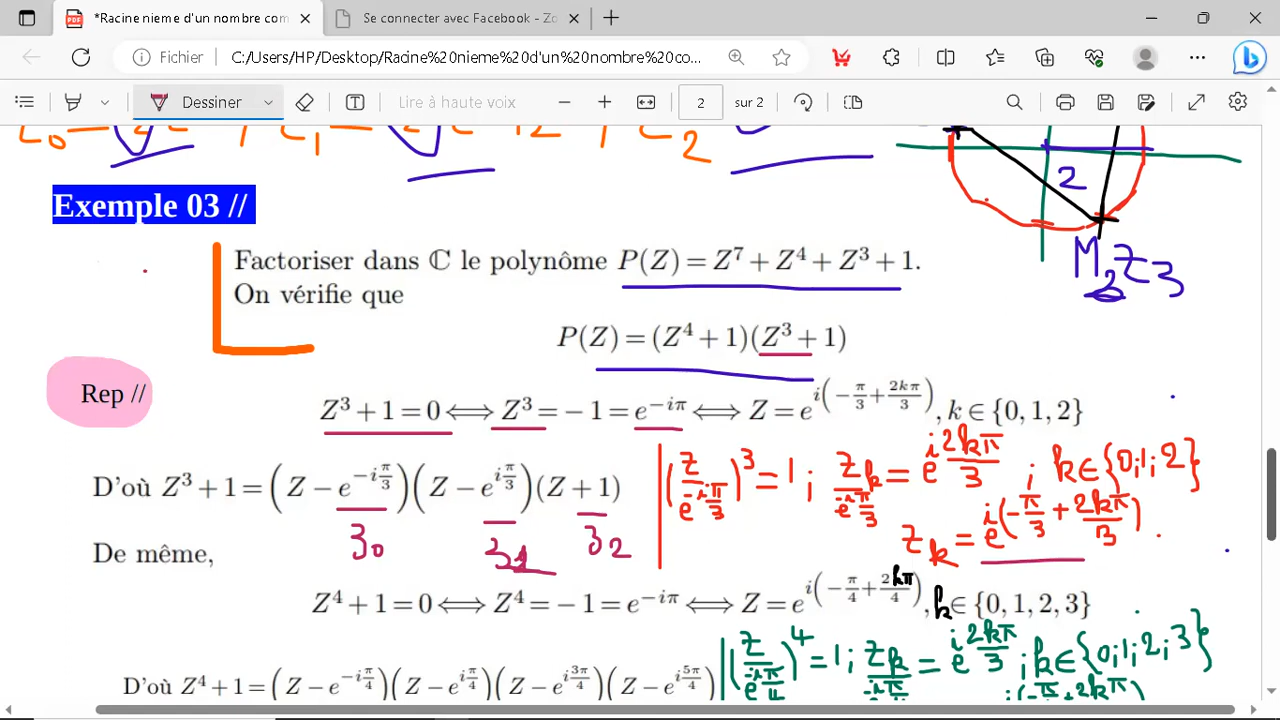 *Racine nieme d'un nombre com
Se connecter avec Facebook - Zo
Fichier
C:/Users/HP/Desktop/Racine%20nieme%20d'un%20nombre%20co...
Dessiner
Lire à haute voix
2
sur 2
2
M₂ Z3
Exemple 03 //
Factoriser dans ℂ le polynôme P(Z) = Z⁷ + Z⁴ + Z³ + 1.
On vérifie que
P(Z) = (Z⁴ + 1)(Z³ + 1)
Rep //
Z³ + 1 = 0 ⟺ Z³ = −1 = e^{−iπ} ⟺ Z = e^{i(−π/3 + 2kπ/3)}, k ∈ {0, 1, 2}
(z/e^{-iπ/3})³ = 1 ; z_k/e^{-iπ/3} = e^{i2kπ/3} ; k∈{0,1,2}
D'où Z³ + 1 = (Z − e^{−iπ/3})(Z − e^{iπ/3})(Z + 1)
z_k = e^{i(-π/3 + 2kπ/3)}
3₀ 3₁ 3₂
De même,
Z⁴ + 1 = 0 ⟺ Z⁴ = −1 = e^{−iπ} ⟺ Z = e^{i(−π/4 + 2kπ/4)}, k ∈ {0, 1, 2, 3}
(z/e^{-iπ/4})⁴ = 1 ; z_k/e^{-iπ = e^{i2kπ/3} ; k∈{0,1,2,3}
D'où Z⁴ + 1 = (Z − e^{−iπ/4})(Z − e^{iπ/4})(Z − e^{i3π/4})(Z − e^{i5π/4})